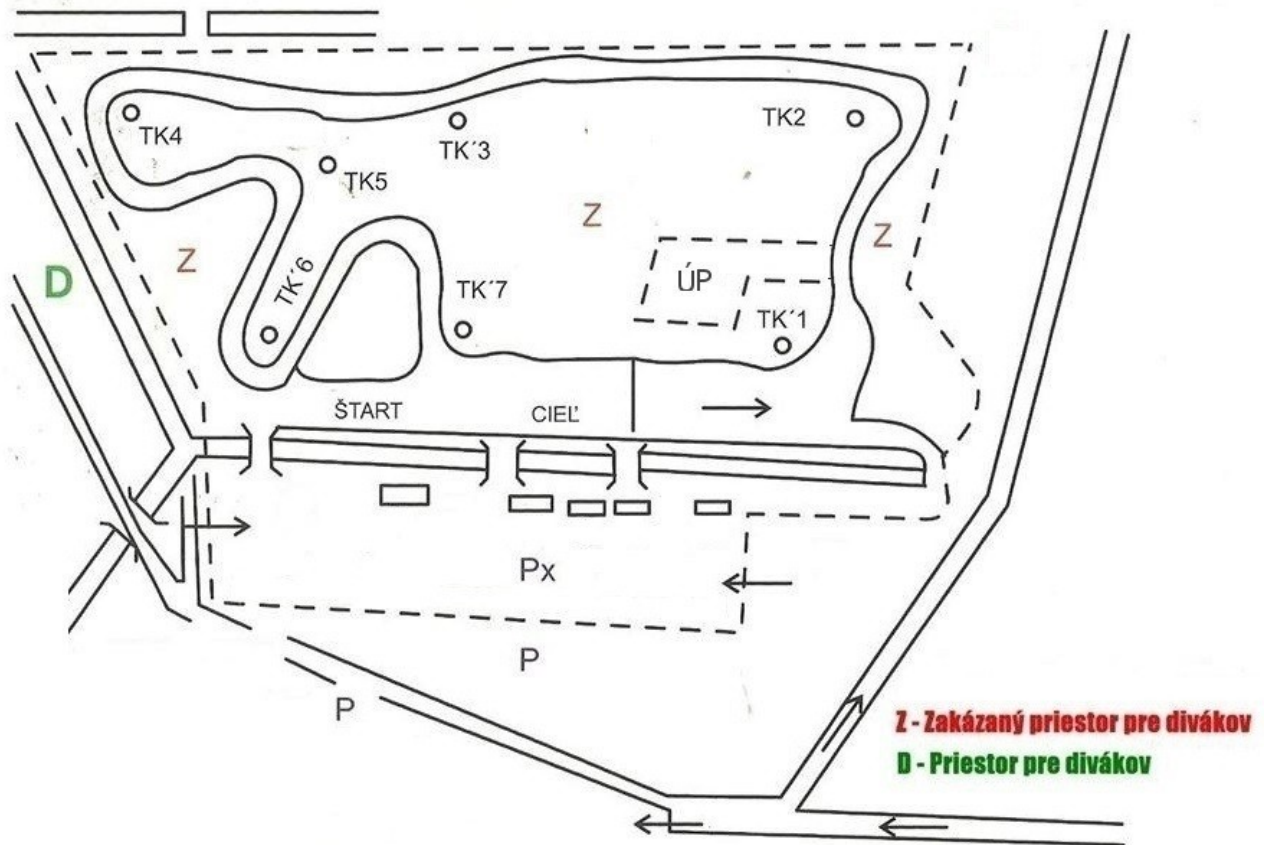 TK4
TK´3
TK2
TK5
Z
Z
Z
D
TK´6
TK´7
ÚP
TK´1
ŠTART
CIEĽ
Px
P
P
Z - Zakázaný priestor pre divákov
D - Priestor pre divákov